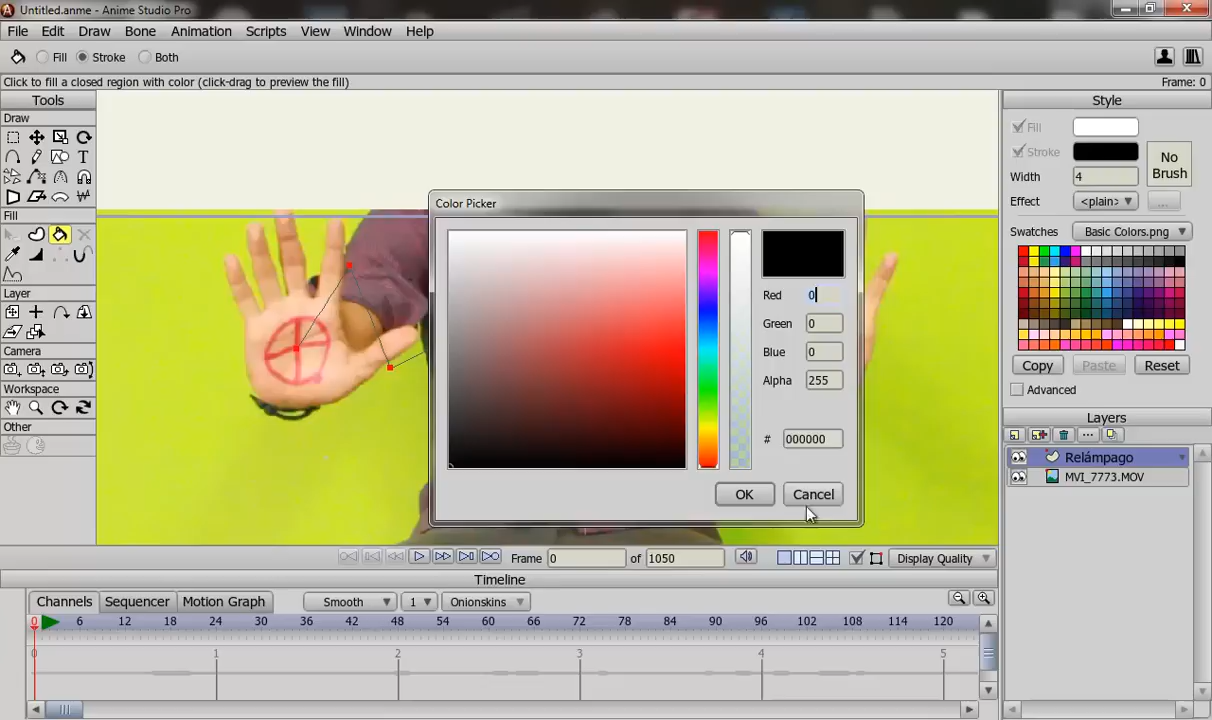 Untitled.anme - Anime Studio Pro
File Edit Draw Bone Animation Scripts View Window Help
Fill Stroke Both
Click to fill a closed region with color (click-drag to preview the fill)
Frame: 0
Tools
Draw
Fill
Layer
Camera
Workspace
Other
Color Picker
Red 0
Green 0
Blue 0
Alpha 255
# 000000
OK Cancel
Style
Fill
Stroke
No Brush
Width 4
Effect <plain> ...
Swatches Basic Colors.png
Copy Paste Reset
Advanced
Layers
Relámpago
MVI_7773.MOV
Frame 0 of 1050
Display Quality
Timeline
Channels Sequencer Motion Graph Smooth 1 Onionskins
0 6 12 18 24 30 36 42 48 54 60 66 72 78 84 90 96 102 108 114 120
0 1 2 3 4 5